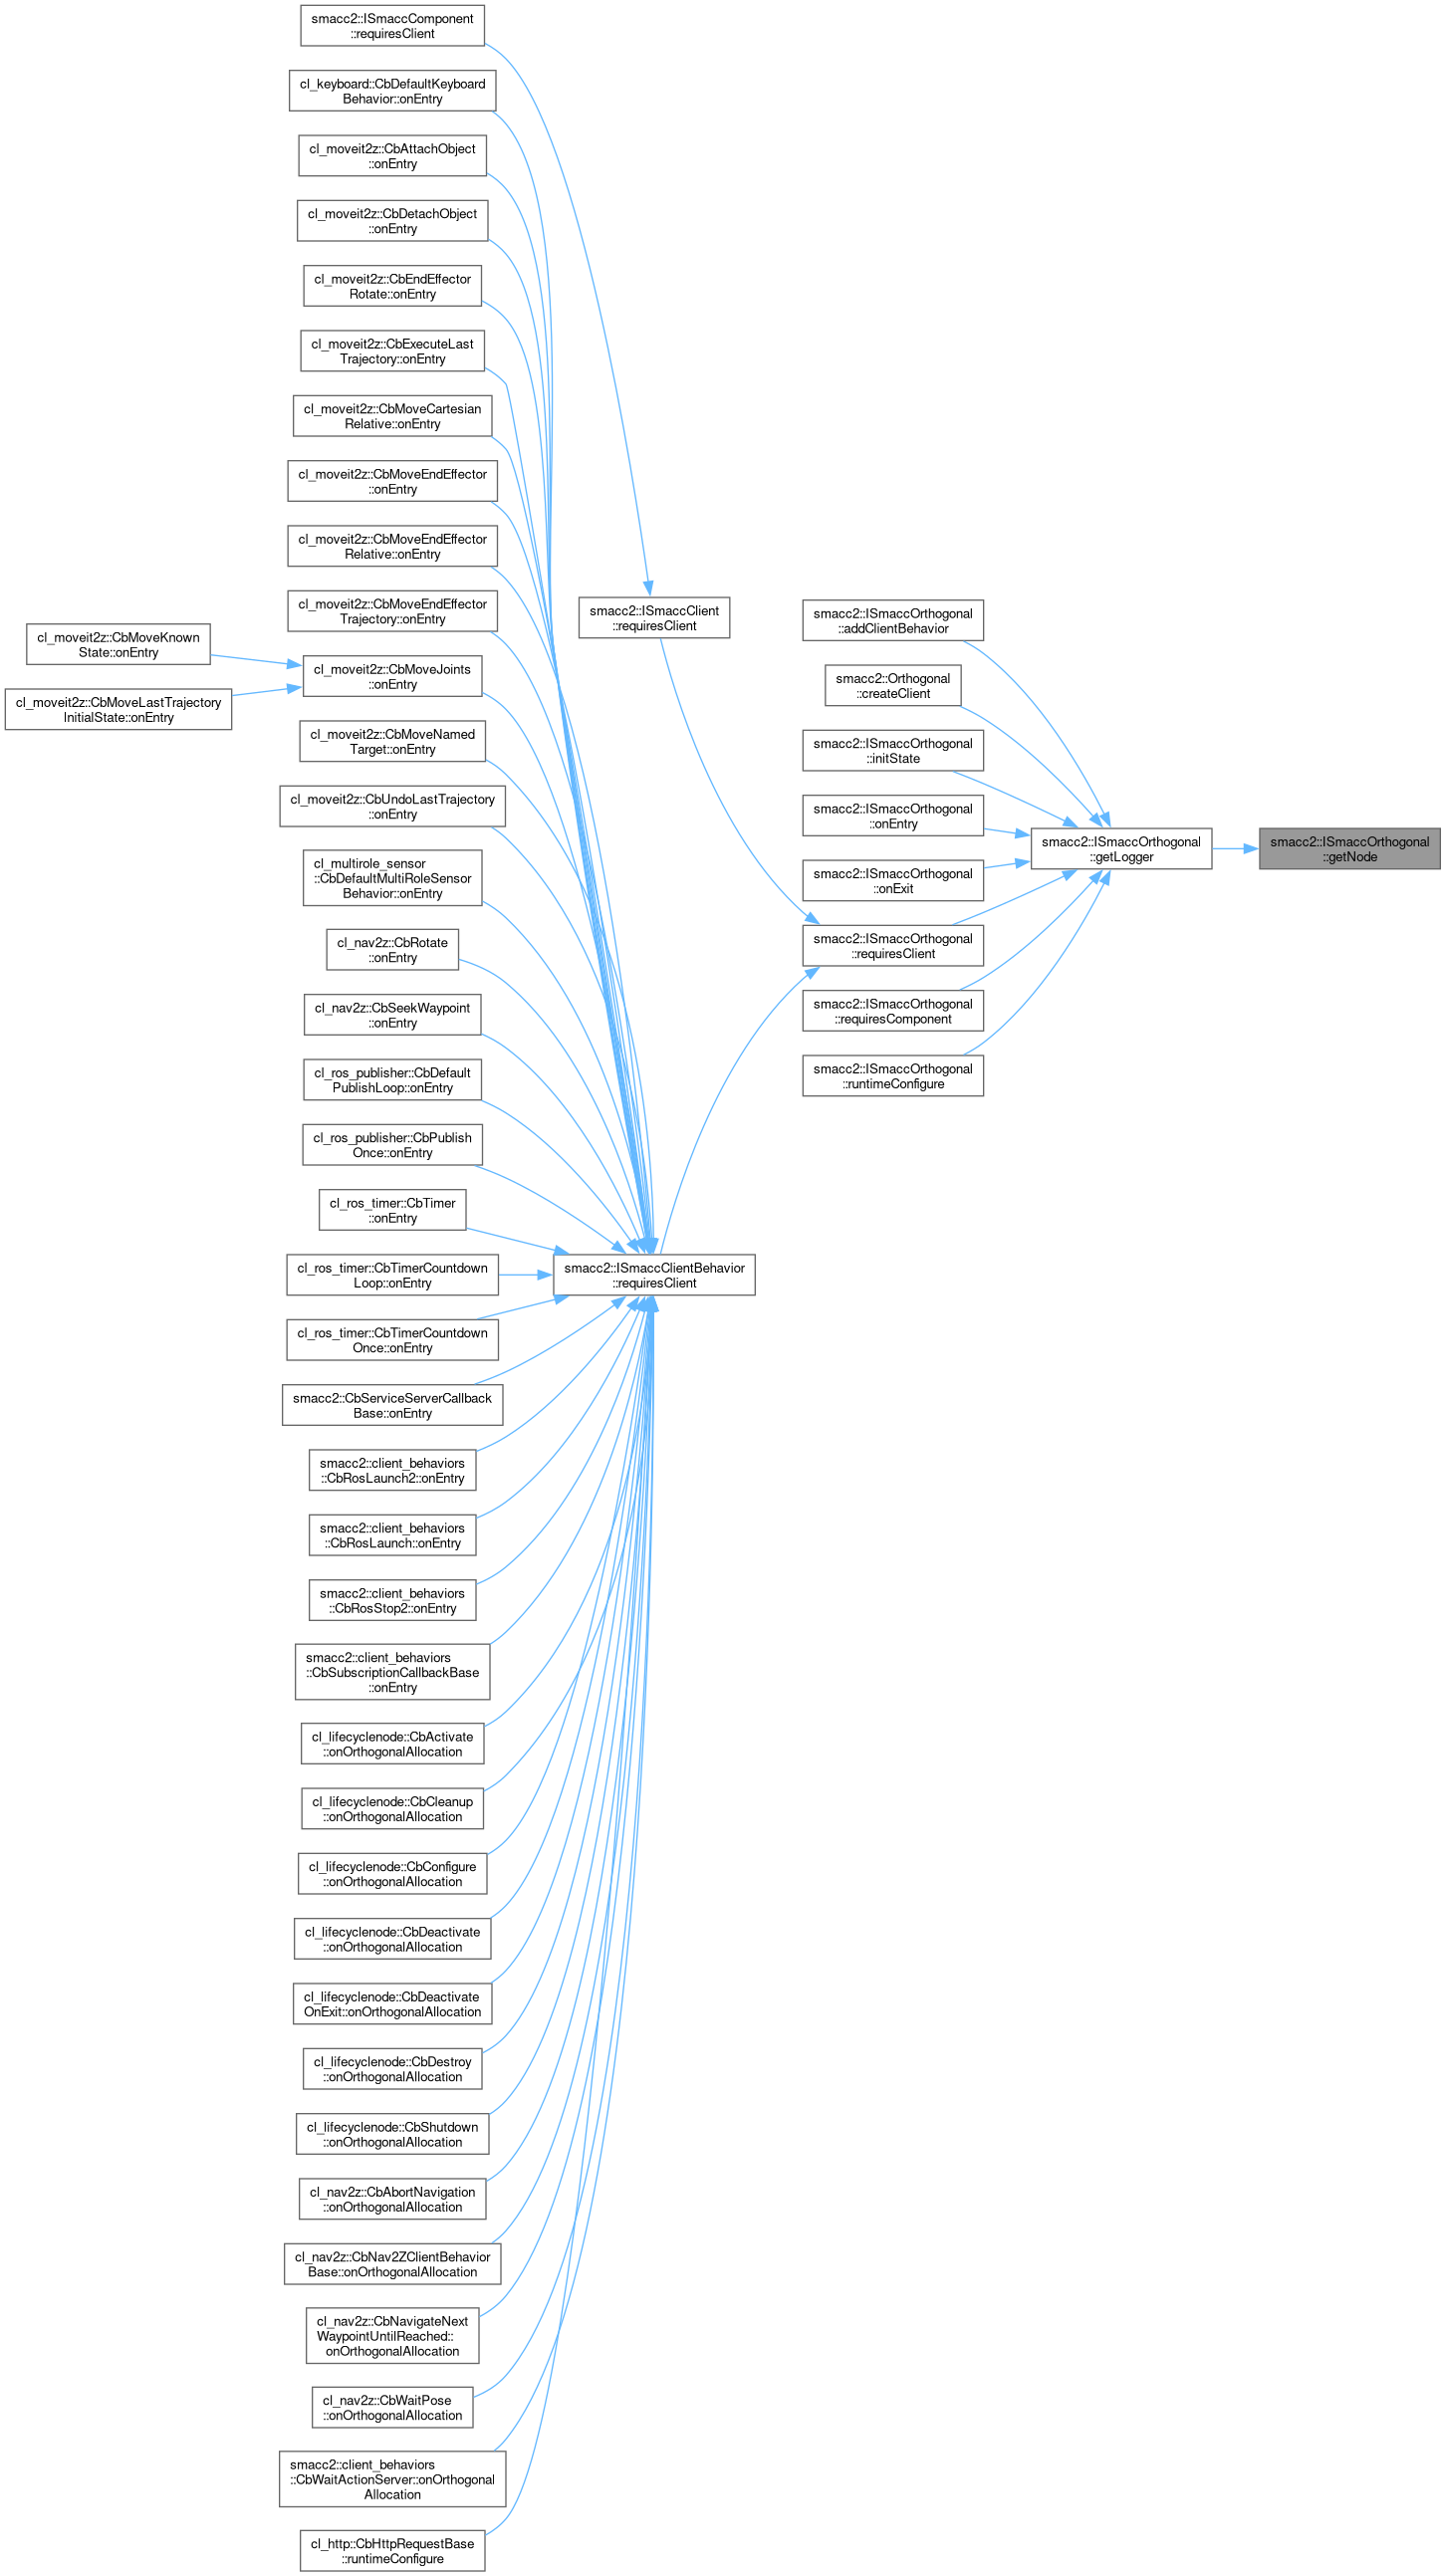 smacc2::ISmaccComponent
::requiresClient
cl_keyboard::CbDefaultKeyboard
Behavior::onEntry
cl_moveit2z::CbAttachObject
::onEntry
cl_moveit2z::CbDetachObject
::onEntry
cl_moveit2z::CbEndEffector
Rotate::onEntry
cl_moveit2z::CbExecuteLast
Trajectory::onEntry
cl_moveit2z::CbMoveCartesian
Relative::onEntry
cl_moveit2z::CbMoveEndEffector
::onEntry
cl_moveit2z::CbMoveEndEffector
Relative::onEntry
cl_moveit2z::CbMoveEndEffector
Trajectory::onEntry
cl_moveit2z::CbMoveKnown
State::onEntry
cl_moveit2z::CbMoveLastTrajectory
InitialState::onEntry
cl_moveit2z::CbMoveJoints
::onEntry
cl_moveit2z::CbMoveNamed
Target::onEntry
cl_moveit2z::CbUndoLastTrajectory
::onEntry
cl_multirole_sensor
::CbDefaultMultiRoleSensor
Behavior::onEntry
cl_nav2z::CbRotate
::onEntry
cl_nav2z::CbSeekWaypoint
::onEntry
cl_ros_publisher::CbDefault
PublishLoop::onEntry
cl_ros_publisher::CbPublish
Once::onEntry
cl_ros_timer::CbTimer
::onEntry
cl_ros_timer::CbTimerCountdown
Loop::onEntry
cl_ros_timer::CbTimerCountdown
Once::onEntry
smacc2::CbServiceServerCallback
Base::onEntry
smacc2::client_behaviors
::CbRosLaunch2::onEntry
smacc2::client_behaviors
::CbRosLaunch::onEntry
smacc2::client_behaviors
::CbRosStop2::onEntry
smacc2::client_behaviors
::CbSubscriptionCallbackBase
::onEntry
cl_lifecyclenode::CbActivate
::onOrthogonalAllocation
cl_lifecyclenode::CbCleanup
::onOrthogonalAllocation
cl_lifecyclenode::CbConfigure
::onOrthogonalAllocation
cl_lifecyclenode::CbDeactivate
::onOrthogonalAllocation
cl_lifecyclenode::CbDeactivate
OnExit::onOrthogonalAllocation
cl_lifecyclenode::CbDestroy
::onOrthogonalAllocation
cl_lifecyclenode::CbShutdown
::onOrthogonalAllocation
cl_nav2z::CbAbortNavigation
::onOrthogonalAllocation
cl_nav2z::CbNav2ZClientBehavior
Base::onOrthogonalAllocation
cl_nav2z::CbNavigateNext
WaypointUntilReached::
onOrthogonalAllocation
cl_nav2z::CbWaitPose
::onOrthogonalAllocation
smacc2::client_behaviors
::CbWaitActionServer::onOrthogonal
Allocation
cl_http::CbHttpRequestBase
::runtimeConfigure
smacc2::ISmaccClient
::requiresClient
smacc2::ISmaccClientBehavior
::requiresClient
smacc2::ISmaccOrthogonal
::addClientBehavior
smacc2::Orthogonal
::createClient
smacc2::ISmaccOrthogonal
::initState
smacc2::ISmaccOrthogonal
::onEntry
smacc2::ISmaccOrthogonal
::onExit
smacc2::ISmaccOrthogonal
::requiresClient
smacc2::ISmaccOrthogonal
::requiresComponent
smacc2::ISmaccOrthogonal
::runtimeConfigure
smacc2::ISmaccOrthogonal
::getLogger
smacc2::ISmaccOrthogonal
::getNode